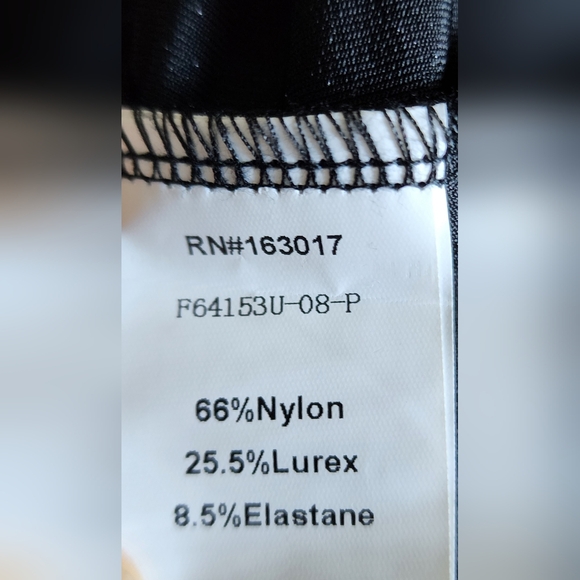 RN#163017
F64153U-08-P
66%Nylon
25.5%Lurex
8.5%Elastane